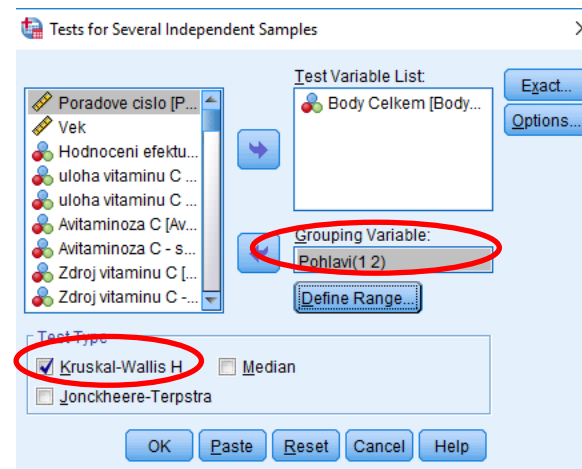 Tests for Several Independent Samples
Test Variable List:
Poradove cislo [P...
Vek
Hodnoceni efektu...
uloha vitaminu C ...
uloha vitaminu C ...
Avitaminoza C [Av...
Avitaminoza C - s...
Zdroj vitaminu C [...
Zdroj vitaminu C -...
Body Celkem [Body...
Exact...
Options...
Grouping Variable:
Pohlavi(1 2)
Define Range...
Test Type
Kruskal-Wallis H
Median
Jonckheere-Terpstra
OK
Paste
Reset
Cancel
Help